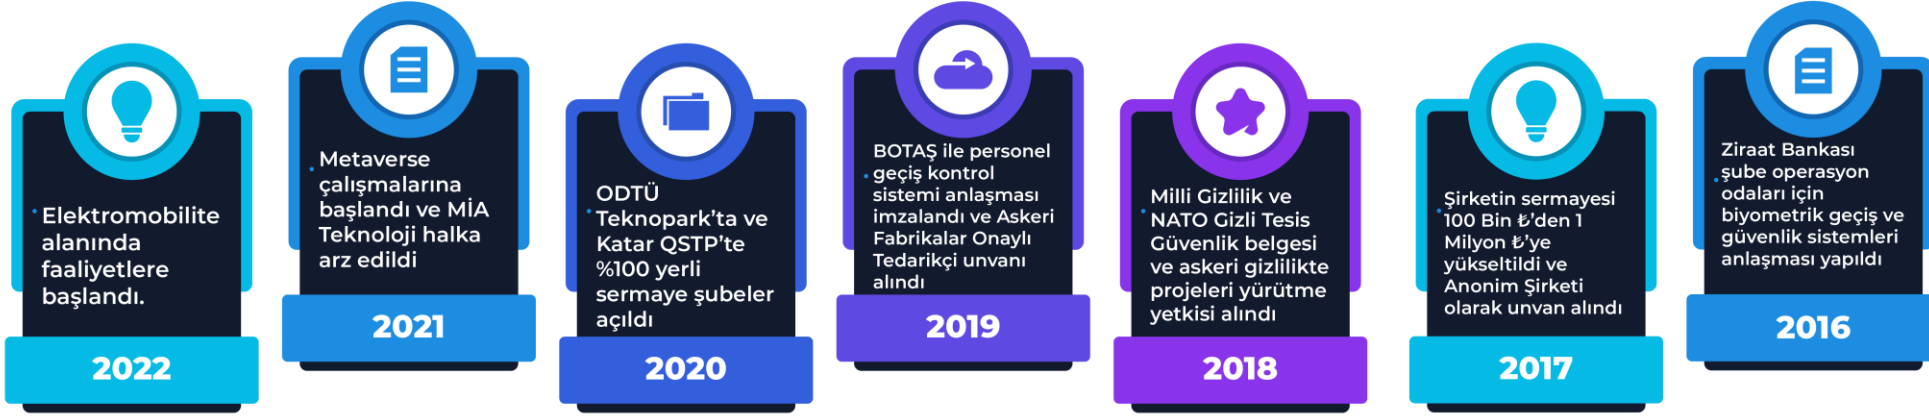 Elektromobilite
alanında
faaliyetlere
başlandı.
2022
Metaverse
çalışmalarına
başlandı ve MİA
Teknoloji halka
arz edildi
2021
ODTÜ
Teknopark'ta ve
Katar QSTP'te
%100 yerli
sermaye şubeler
açıldı
2020
BOTAŞ ile personel
geçiş kontrol
sistemi anlaşması
imzalandı ve Askeri
Fabrikalar Onaylı
Tedarikçi unvanı
alındı
2019
Milli Gizlilik ve
NATO Gizli Tesis
Güvenlik belgesi
ve askeri gizlilikte
projeleri yürütme
yetkisi alındı
2018
Şirketin sermayesi
100 Bin ₺'den 1
Milyon ₺'ye
yükseltildi ve
Anonim Şirketi
olarak unvan alındı
2017
Ziraat Bankası
şube operasyon
odaları için
biyometrik geçiş ve
güvenlik sistemleri
anlaşması yapıldı
2016